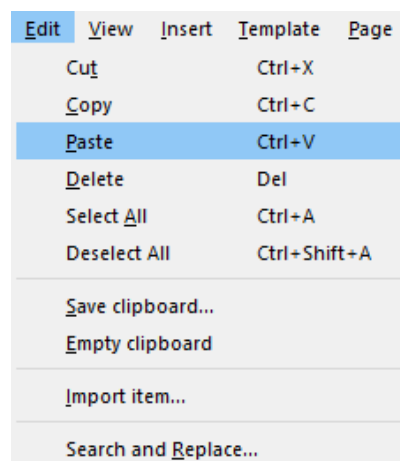 Edit View Insert Template Page
Cut Ctrl+X
Copy Ctrl+C
Paste Ctrl+V
Delete Del
Select All Ctrl+A
Deselect All Ctrl+Shift+A
Save clipboard...
Empty clipboard
Import item...
Search and Replace...